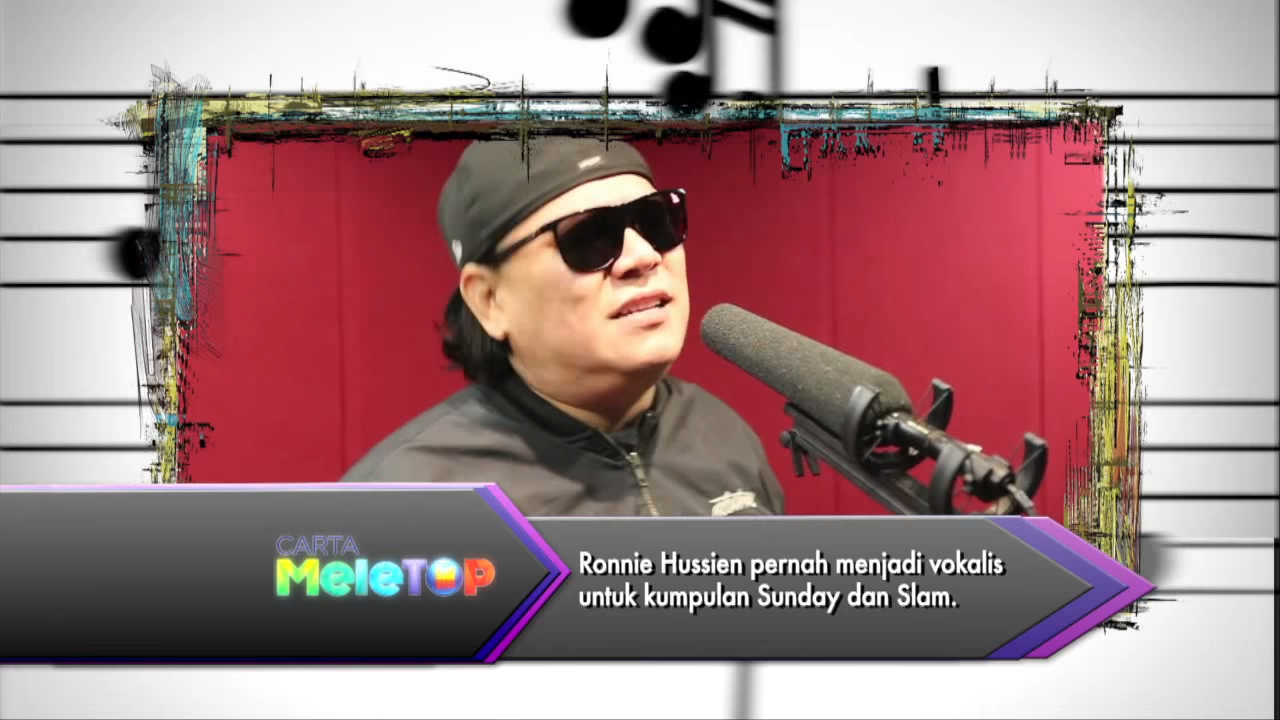 CARTA
MeleTOP
Ronnie Hussien pernah menjadi vokalis
untuk kumpulan Sunday dan Slam.